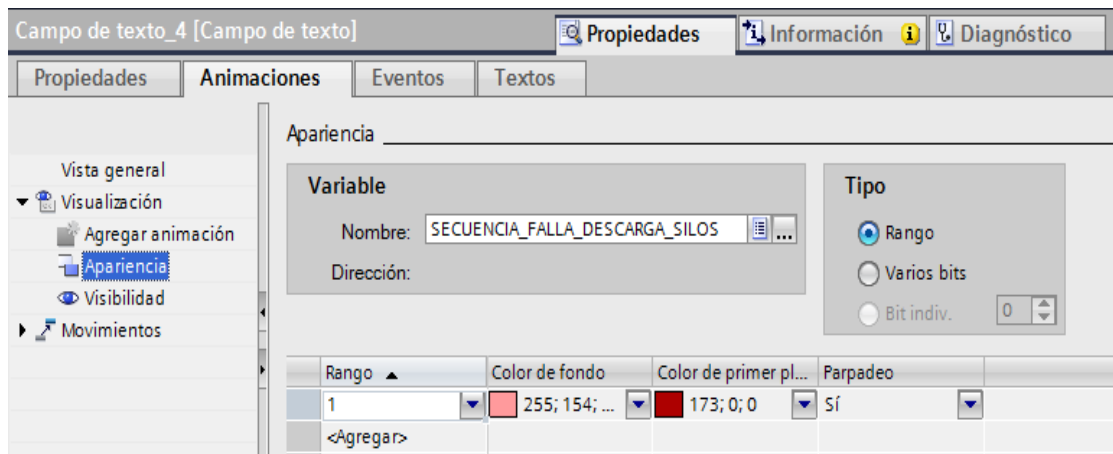 Campo de texto_4 [Campo de texto]
Propiedades
Información
Diagnóstico
Propiedades
Animaciones
Eventos
Textos
Apariencia
Vista general
Visualización
Agregar animación
Apariencia
Visibilidad
Movimientos
Variable
Nombre: SECUENCIA_FALLA_DESCARGA_SILOS ...
Dirección:
Tipo
Rango
Varios bits
Bit indiv. 0
Rango Color de fondo Color de primer pl... Parpadeo
1 255; 154; ... 173; 0; 0 Sí
<Agregar>